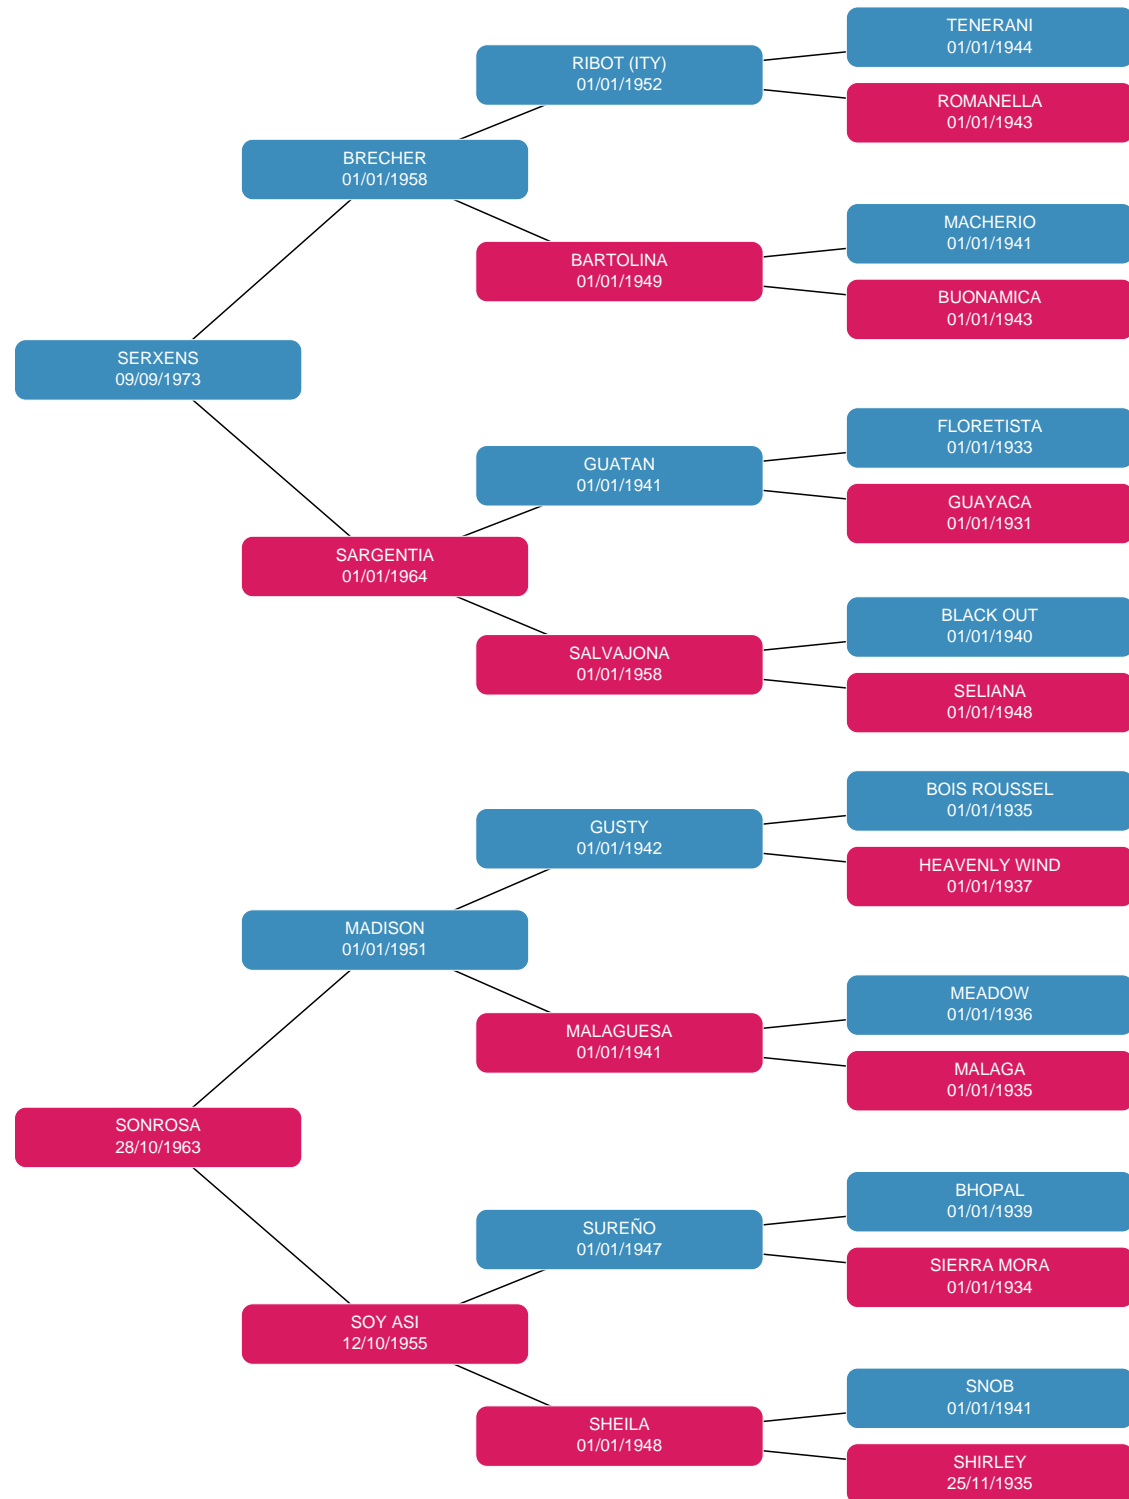 TENERANI
01/01/1944
RIBOT (ITY)
01/01/1952
ROMANELLA
01/01/1943
BRECHER
01/01/1958
MACHERIO
01/01/1941
BARTOLINA
01/01/1949
BUONAMICA
01/01/1943
SERXENS
09/09/1973
FLORETISTA
01/01/1933
GUATAN
01/01/1941
GUAYACA
01/01/1931
SARGENTIA
01/01/1964
BLACK OUT
01/01/1940
SALVAJONA
01/01/1958
SELIANA
01/01/1948
BOIS ROUSSEL
01/01/1935
GUSTY
01/01/1942
HEAVENLY WIND
01/01/1937
MADISON
01/01/1951
MEADOW
01/01/1936
MALAGUESA
01/01/1941
MALAGA
01/01/1935
SONROSA
28/10/1963
BHOPAL
01/01/1939
SUREÑO
01/01/1947
SIERRA MORA
01/01/1934
SOY ASI
12/10/1955
SNOB
01/01/1941
SHEILA
01/01/1948
SHIRLEY
25/11/1935